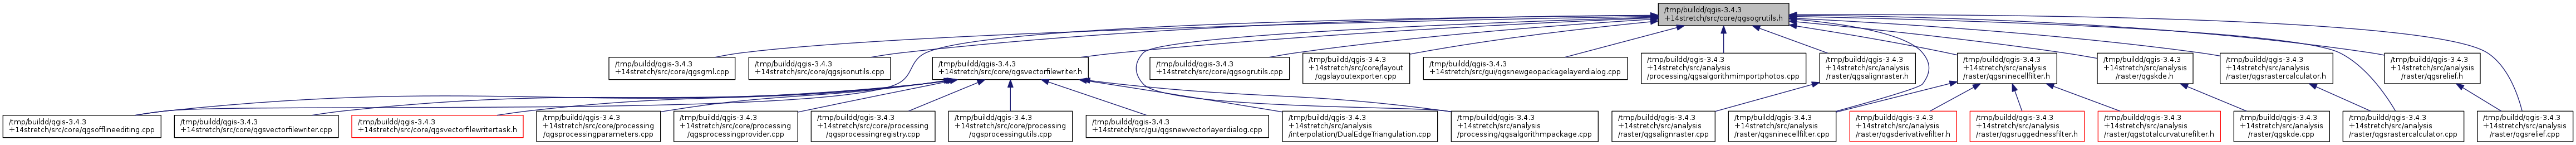 /tmp/buildd/qgis-3.4.3
+14stretch/src/core/qgsogrutils.h
/tmp/buildd/qgis-3.4.3
+14stretch/src/core/qgsgml.cpp
/tmp/buildd/qgis-3.4.3
+14stretch/src/core/qgsjsonutils.cpp
/tmp/buildd/qgis-3.4.3
+14stretch/src/core/qgsvectorfilewriter.h
/tmp/buildd/qgis-3.4.3
+14stretch/src/core/qgsogrutils.cpp
/tmp/buildd/qgis-3.4.3
+14stretch/src/core/layout
/qgslayoutexporter.cpp
/tmp/buildd/qgis-3.4.3
+14stretch/src/gui/qgsnewgeopackagelayerdialog.cpp
/tmp/buildd/qgis-3.4.3
+14stretch/src/analysis
/processing/qgsalgorithmimportphotos.cpp
/tmp/buildd/qgis-3.4.3
+14stretch/src/analysis
/raster/qgsalignraster.h
/tmp/buildd/qgis-3.4.3
+14stretch/src/analysis
/raster/qgsninecellfilter.h
/tmp/buildd/qgis-3.4.3
+14stretch/src/analysis
/raster/qgskde.h
/tmp/buildd/qgis-3.4.3
+14stretch/src/analysis
/raster/qgsrastercalculator.h
/tmp/buildd/qgis-3.4.3
+14stretch/src/analysis
/raster/qgsrelief.h
/tmp/buildd/qgis-3.4.3
+14stretch/src/core/qgsofflineediting.cpp
/tmp/buildd/qgis-3.4.3
+14stretch/src/core/qgsvectorfilewriter.cpp
/tmp/buildd/qgis-3.4.3
+14stretch/src/core/qgsvectorfilewritertask.h
/tmp/buildd/qgis-3.4.3
+14stretch/src/core/processing
/qgsprocessingparameters.cpp
/tmp/buildd/qgis-3.4.3
+14stretch/src/core/processing
/qgsprocessingprovider.cpp
/tmp/buildd/qgis-3.4.3
+14stretch/src/core/processing
/qgsprocessingregistry.cpp
/tmp/buildd/qgis-3.4.3
+14stretch/src/core/processing
/qgsprocessingutils.cpp
/tmp/buildd/qgis-3.4.3
+14stretch/src/gui/qgsnewvectorlayerdialog.cpp
/tmp/buildd/qgis-3.4.3
+14stretch/src/analysis
/interpolation/DualEdgeTriangulation.cpp
/tmp/buildd/qgis-3.4.3
+14stretch/src/analysis
/processing/qgsalgorithmpackage.cpp
/tmp/buildd/qgis-3.4.3
+14stretch/src/analysis
/raster/qgsalignraster.cpp
/tmp/buildd/qgis-3.4.3
+14stretch/src/analysis
/raster/qgsninecellfilter.cpp
/tmp/buildd/qgis-3.4.3
+14stretch/src/analysis
/raster/qgsderivativefilter.h
/tmp/buildd/qgis-3.4.3
+14stretch/src/analysis
/raster/qgsruggednessfilter.h
/tmp/buildd/qgis-3.4.3
+14stretch/src/analysis
/raster/qgstotalcurvaturefilter.h
/tmp/buildd/qgis-3.4.3
+14stretch/src/analysis
/raster/qgskde.cpp
/tmp/buildd/qgis-3.4.3
+14stretch/src/analysis
/raster/qgsrastercalculator.cpp
/tmp/buildd/qgis-3.4.3
+14stretch/src/analysis
/raster/qgsrelief.cpp